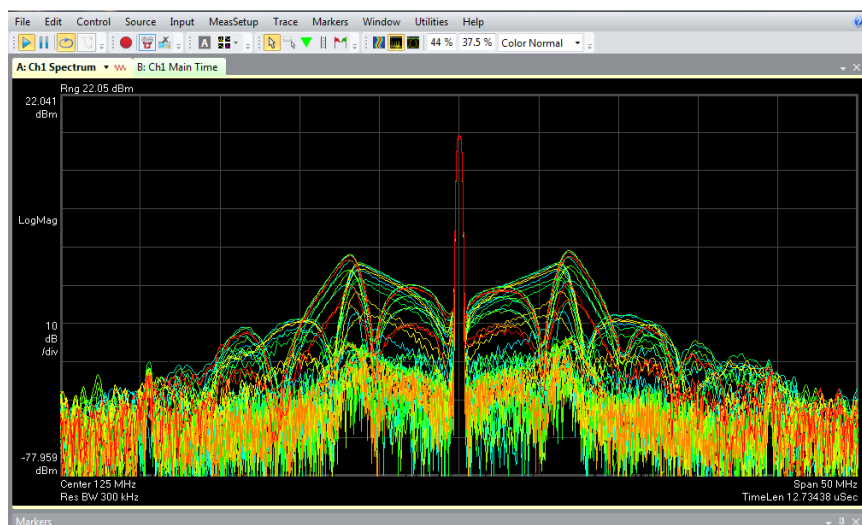 File Edit Control Source Input MeasSetup Trace Markers Window Utilities Help
A 44 % 37.5 % Color Normal
A: Ch1 Spectrum B: Ch1 Main Time
Rng 22.05 dBm
22.041
dBm
LogMag
10
dB
/div
-77.959
dBm
Center 125 MHz Span 50 MHz
Res BW 300 kHz TimeLen 12.73438 uSec
Markers